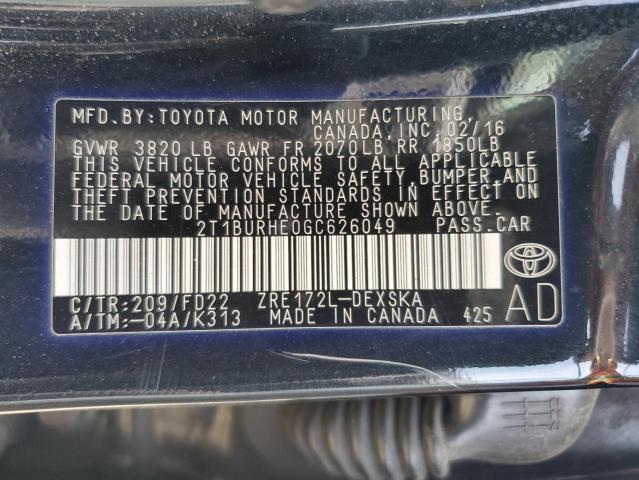 MFD. BY: TOYOTA MOTOR MANUFACTURING,
CANADA, INC. 02/16
GVWR 3820 LB GAWR FR 2070LB, RR 1850LB
THIS VEHICLE CONFORMS TO ALL APPLICABLE
FEDERAL MOTOR VEHICLE SAFETY, BUMPER, AND
THEFT PREVENTION STANDARDS IN EFFECT ON
THE DATE OF MANUFACTURE SHOWN ABOVE.
2T1BURHE0GC626049 PASS.CAR
C/TR:209/FD22 ZRE172L-DEXSKA
A/TM:-04A/K313 MADE IN CANADA 425
AD